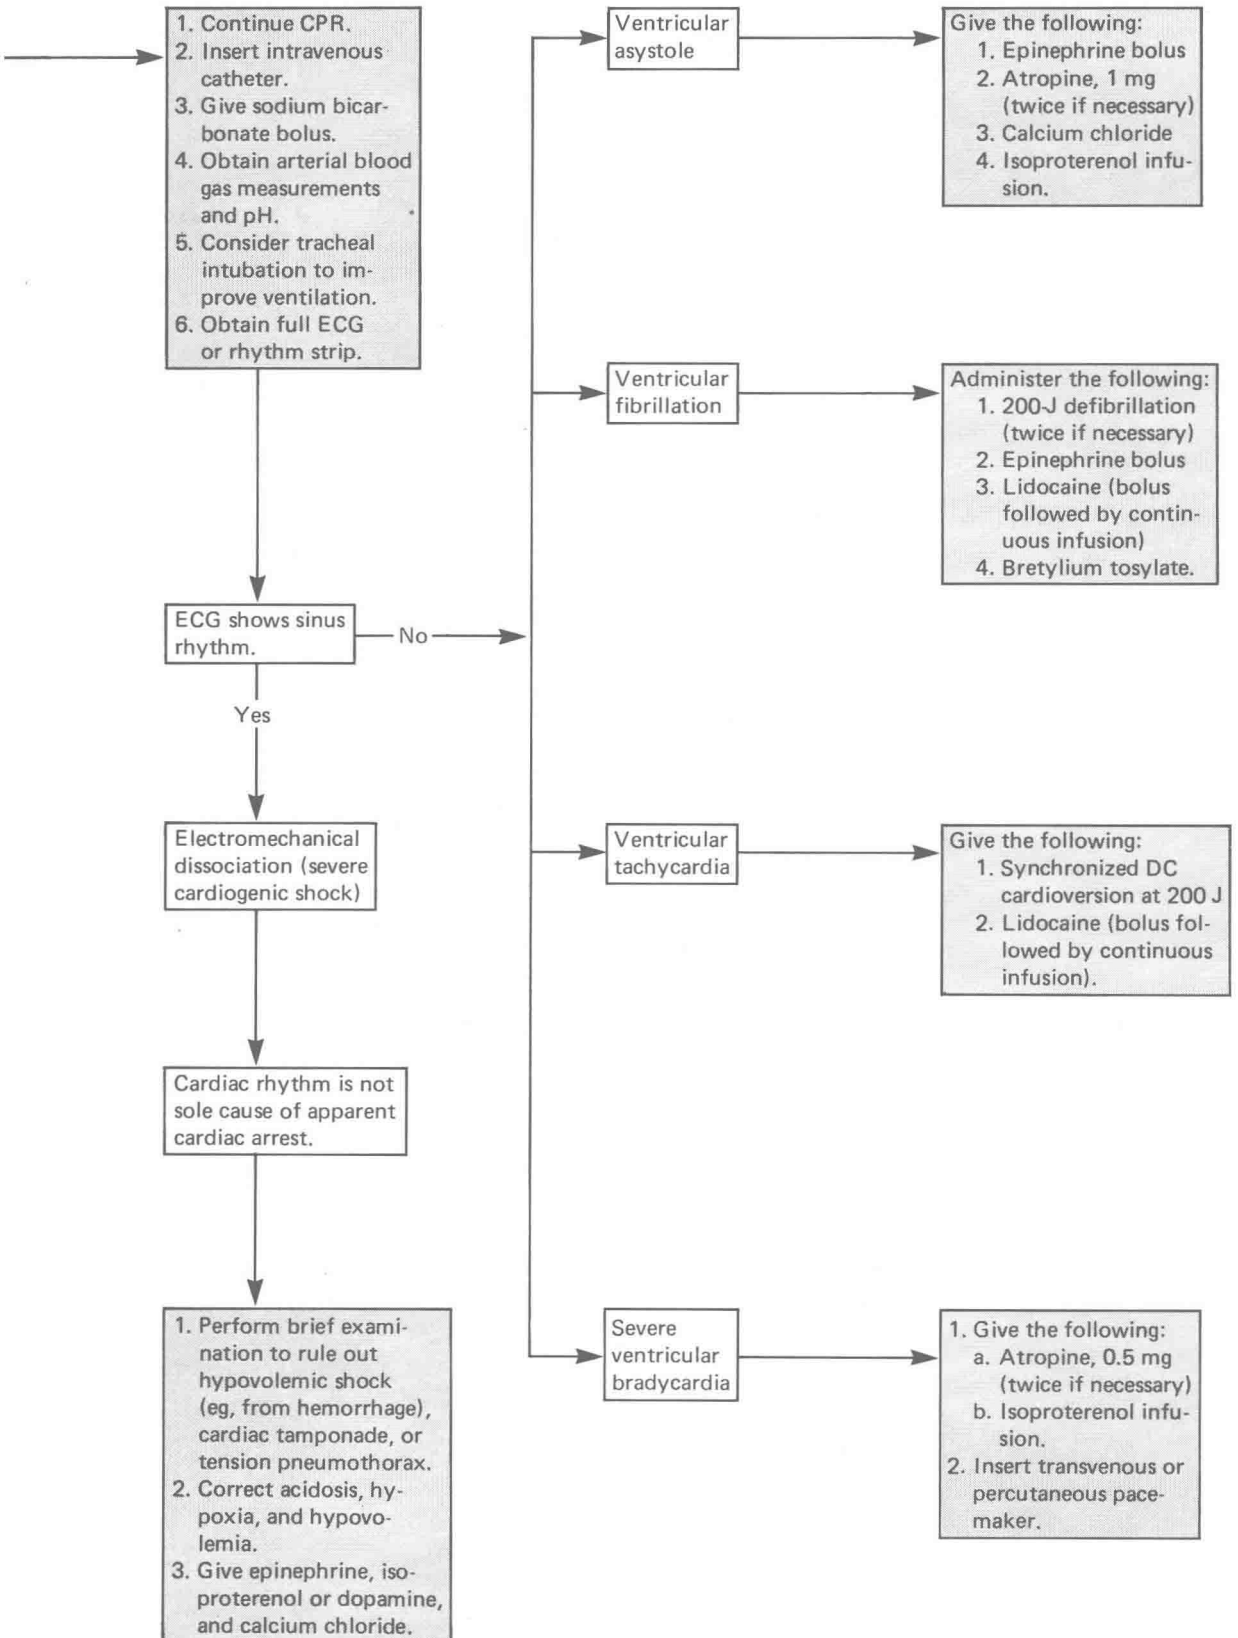 1. Continue CPR.
2. Insert intravenous
catheter.
3. Give sodium bicar-
bonate bolus.
4. Obtain arterial blood
gas measurements
and pH.
5. Consider tracheal
intubation to im-
prove ventilation.
6. Obtain full ECG
or rhythm strip.
ECG shows sinus
rhythm.
No
Yes
Electromechanical
dissociation (severe
cardiogenic shock)
Cardiac rhythm is not
sole cause of apparent
cardiac arrest.
1. Perform brief exami-
nation to rule out
hypovolemic shock
(eg, from hemorrhage),
cardiac tamponade, or
tension pneumothorax.
2. Correct acidosis, hy-
poxia, and hypovo-
lemia.
3. Give epinephrine, iso-
proterenol or dopamine,
and calcium chloride.
Ventricular
asystole
Give the following:
1. Epinephrine bolus
2. Atropine, 1 mg
(twice if necessary)
3. Calcium chloride
4. Isoproterenol infu-
sion.
Ventricular
fibrillation
Administer the following:
1. 200-J defibrillation
(twice if necessary)
2. Epinephrine bolus
3. Lidocaine (bolus
followed by contin-
uous infusion)
4. Bretylium tosylate.
Ventricular
tachycardia
Give the following:
1. Synchronized DC
cardioversion at 200 J
2. Lidocaine (bolus fol-
lowed by continuous
infusion).
Severe
ventricular
bradycardia
1. Give the following:
a. Atropine, 0.5 mg
(twice if necessary)
b. Isoproterenol infu-
sion.
2. Insert transvenous or
percutaneous pace-
maker.